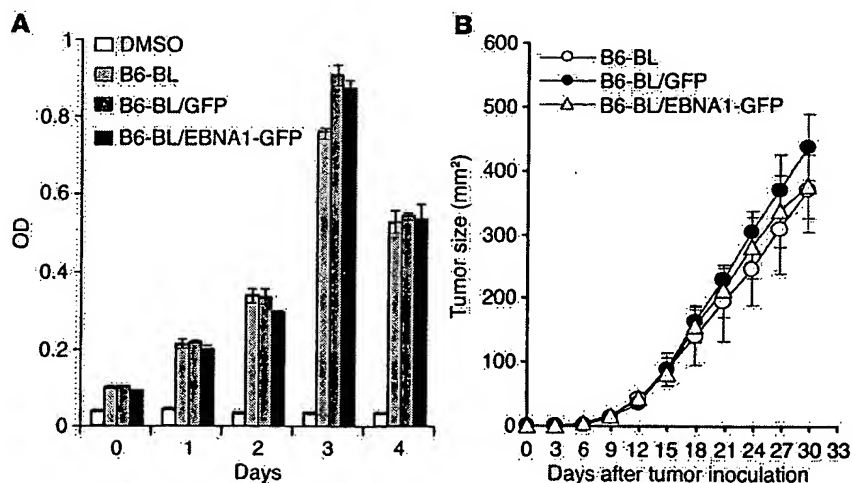 A
B
1
0.8
0.6
0.4
0.2
0
OD
DMSO
B6-BL
B6-BL/GFP
B6-BL/EBNA1-GFP
0 1 2 3 4
Days
600
500
400
300
200
100
0
Tumor size (mm²)
B6-BL
B6-BL/GFP
B6-BL/EBNA1-GFP
0 3 6 9 12 15 18 21 24 27 30 33
Days after tumor inoculation